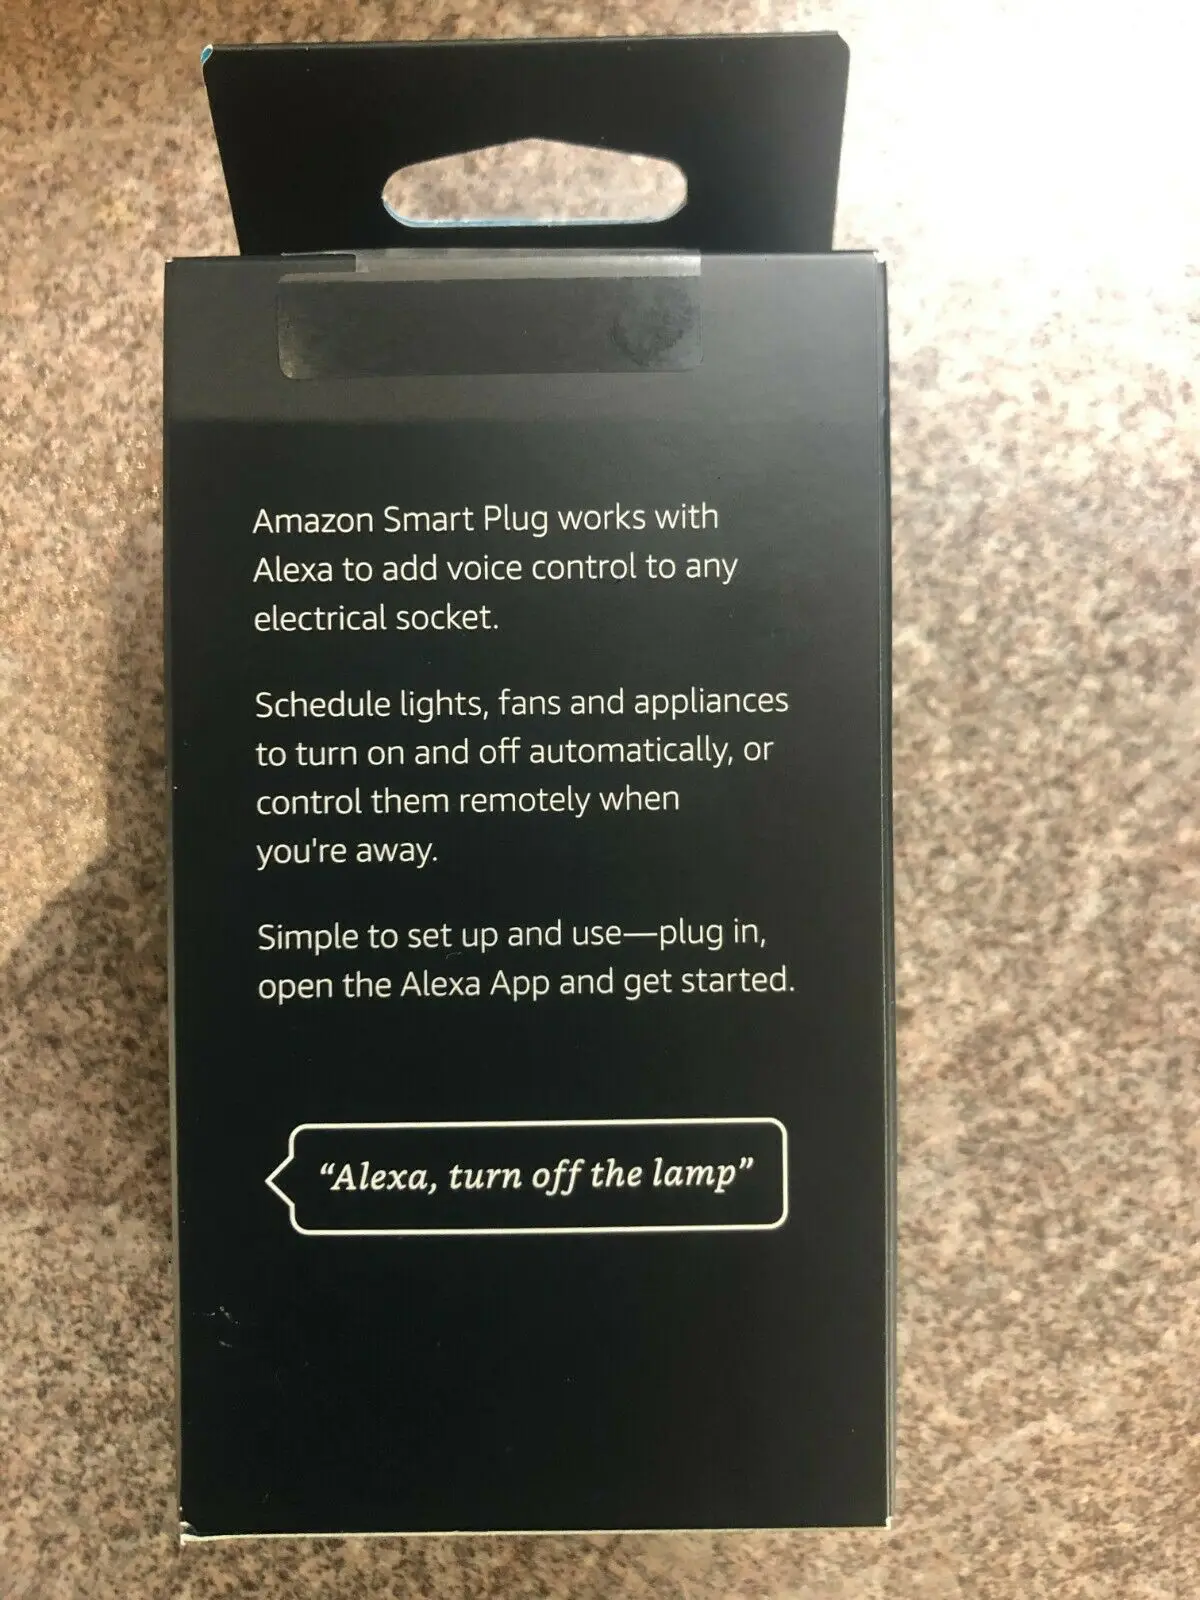 Amazon Smart Plug works with
Alexa to add voice control to any
electrical socket.
Schedule lights, fans and appliances
to turn on and off automatically, or
control them remotely when
you're away.
Simple to set up and use—plug in,
open the Alexa App and get started.
“Alexa, turn off the lamp”